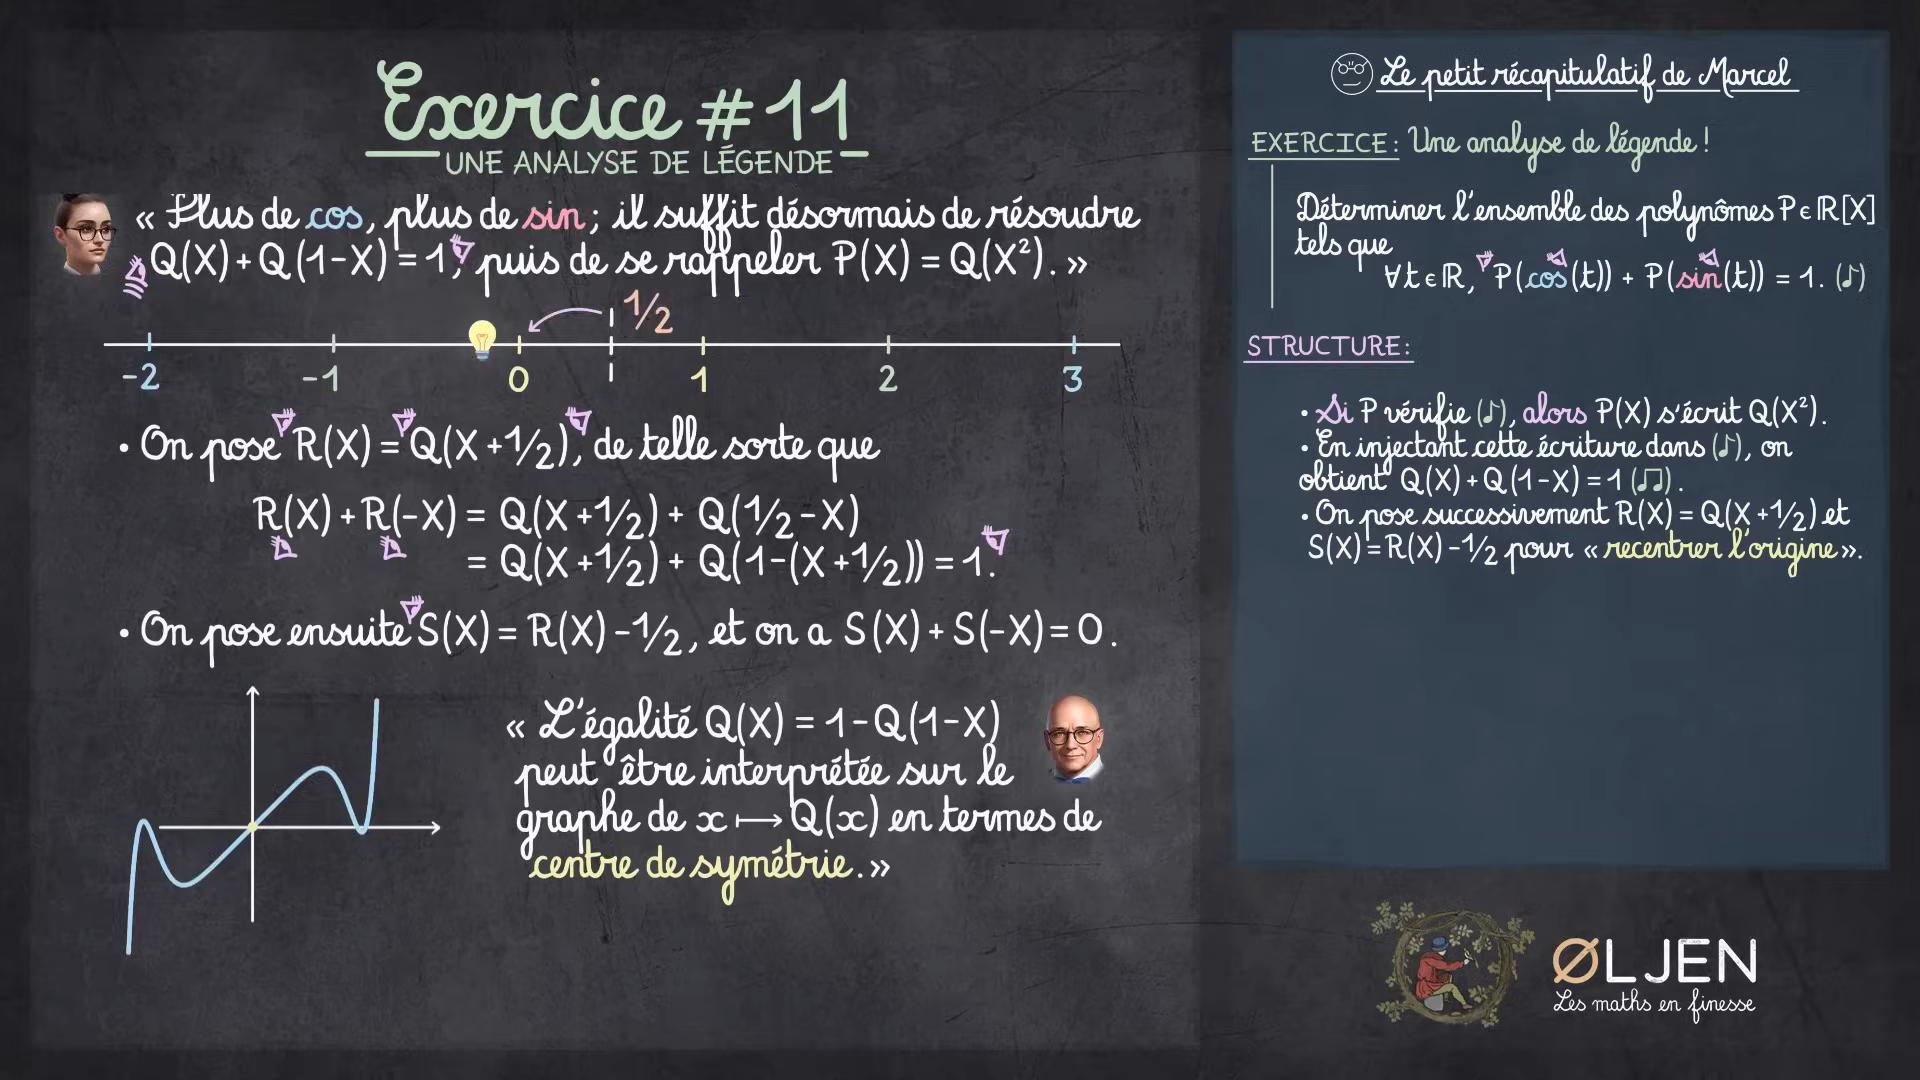 Exercice #11
UNE ANALYSE DE LÉGENDE
« Plus de cos, plus de sin ; il suffit désormais de résoudre
Q(X) + Q(1-X) = 1, puis de se rappeler P(X) = Q(X²). »
1/2
-2 -1 0 1 2 3
• On pose R(X) = Q(X+1/2), de telle sorte que
R(X) + R(-X) = Q(X+1/2) + Q(1/2-X)
= Q(X+1/2) + Q(1-(X+1/2)) = 1.
• On pose ensuite S(X) = R(X) -1/2, et on a S(X) + S(-X) = 0.
« L'égalité Q(X) = 1-Q(1-X)
peut être interprétée sur le
graphe de x ⟼ Q(x) en termes de
centre de symétrie. »
Le petit récapitulatif de Marcel
EXERCICE: Une analyse de légende !
Déterminer l'ensemble des polynômes P ∈ ℝ[X]
tels que
∀t ∈ ℝ, P(cos(t)) + P(sin(t)) = 1. (♪)
STRUCTURE:
• Si P vérifie (♪), alors P(X) s'écrit Q(X²).
• En injectant cette écriture dans (♪), on
obtient Q(X) + Q(1-X) = 1 (♫).
• On pose successivement R(X) = Q(X+1/2) et
S(X) = R(X) -1/2 pour « recentrer l'origine ».
ØLJEN
Les maths en finesse